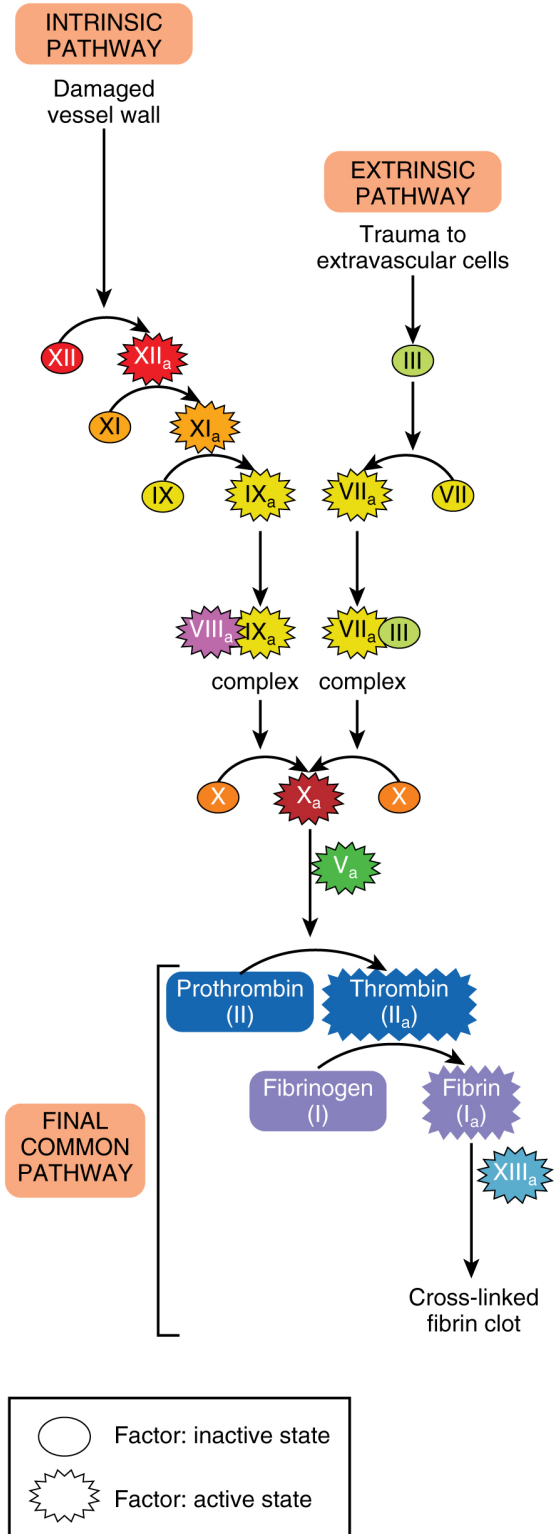 INTRINSIC
PATHWAY
Damaged
vessel wall
EXTRINSIC
PATHWAY
Trauma to
extravascular cells
XII
XIIa
III
XI
XIa
IX
IXa
VIIa
VII
VIIIa
IXa
VIIa
III
complex
complex
X
Xa
X
Va
Prothrombin
(II)
Thrombin
(IIa)
Fibrinogen
(I)
Fibrin
(Ia)
FINAL
COMMON
PATHWAY
XIIIa
Cross-linked
fibrin clot
Factor: inactive state
Factor: active state